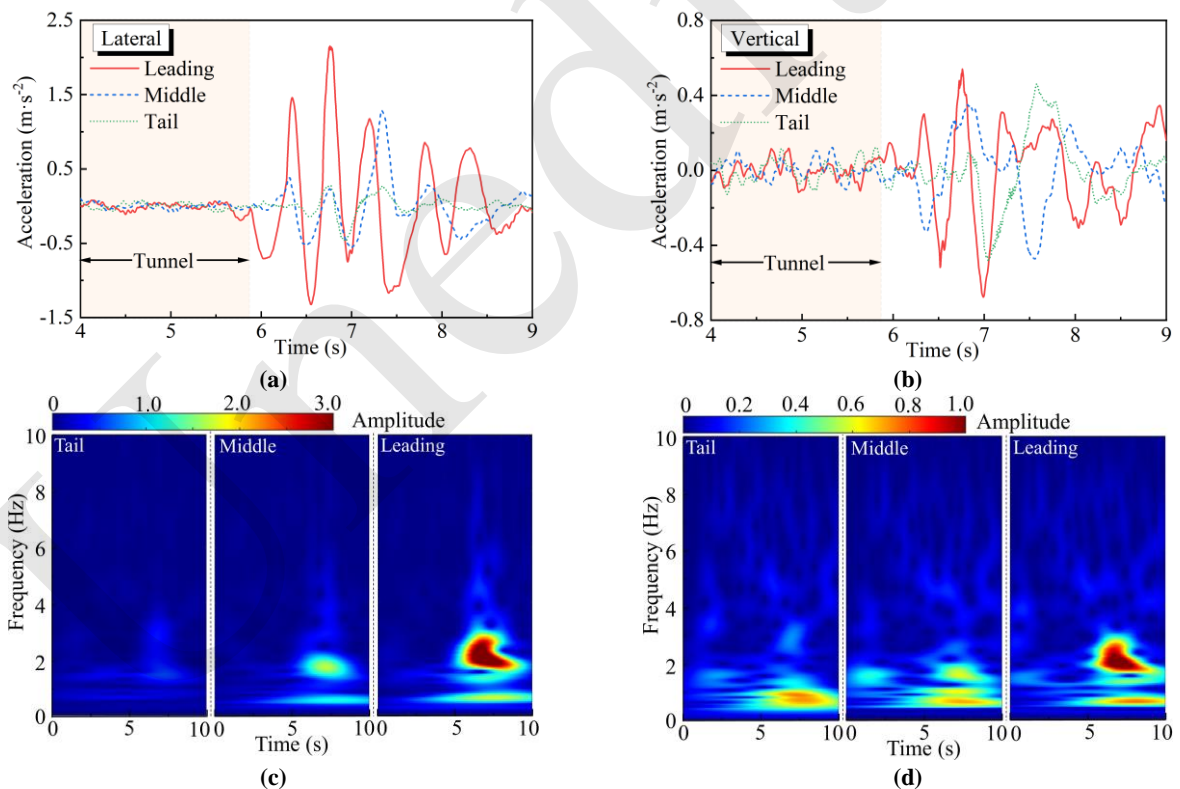 Lateral
Leading
Middle
Tail
Tunnel
Acceleration (m·s⁻²)
2.5
1.5
0.5
-0.5
-1.5
4 5 6 7 8 9
Time (s)
(a)
Vertical
Leading
Middle
Tail
Tunnel
Acceleration (m·s⁻²)
0.8
0.4
0.0
-0.4
-0.8
4 5 6 7 8 9
Time (s)
(b)
0 1.0 2.0 3.0
Amplitude
Tail Middle Leading
Frequency (Hz)
10
8
6
4
2
0
0 5 10 0 5 10 0 5 10
Time (s)
(c)
0 0.2 0.4 0.6 0.8 1.0
Amplitude
Tail Middle Leading
Frequency (Hz)
10
8
6
4
2
0
0 5 10 0 5 10 0 5 10
Time (s)
(d)